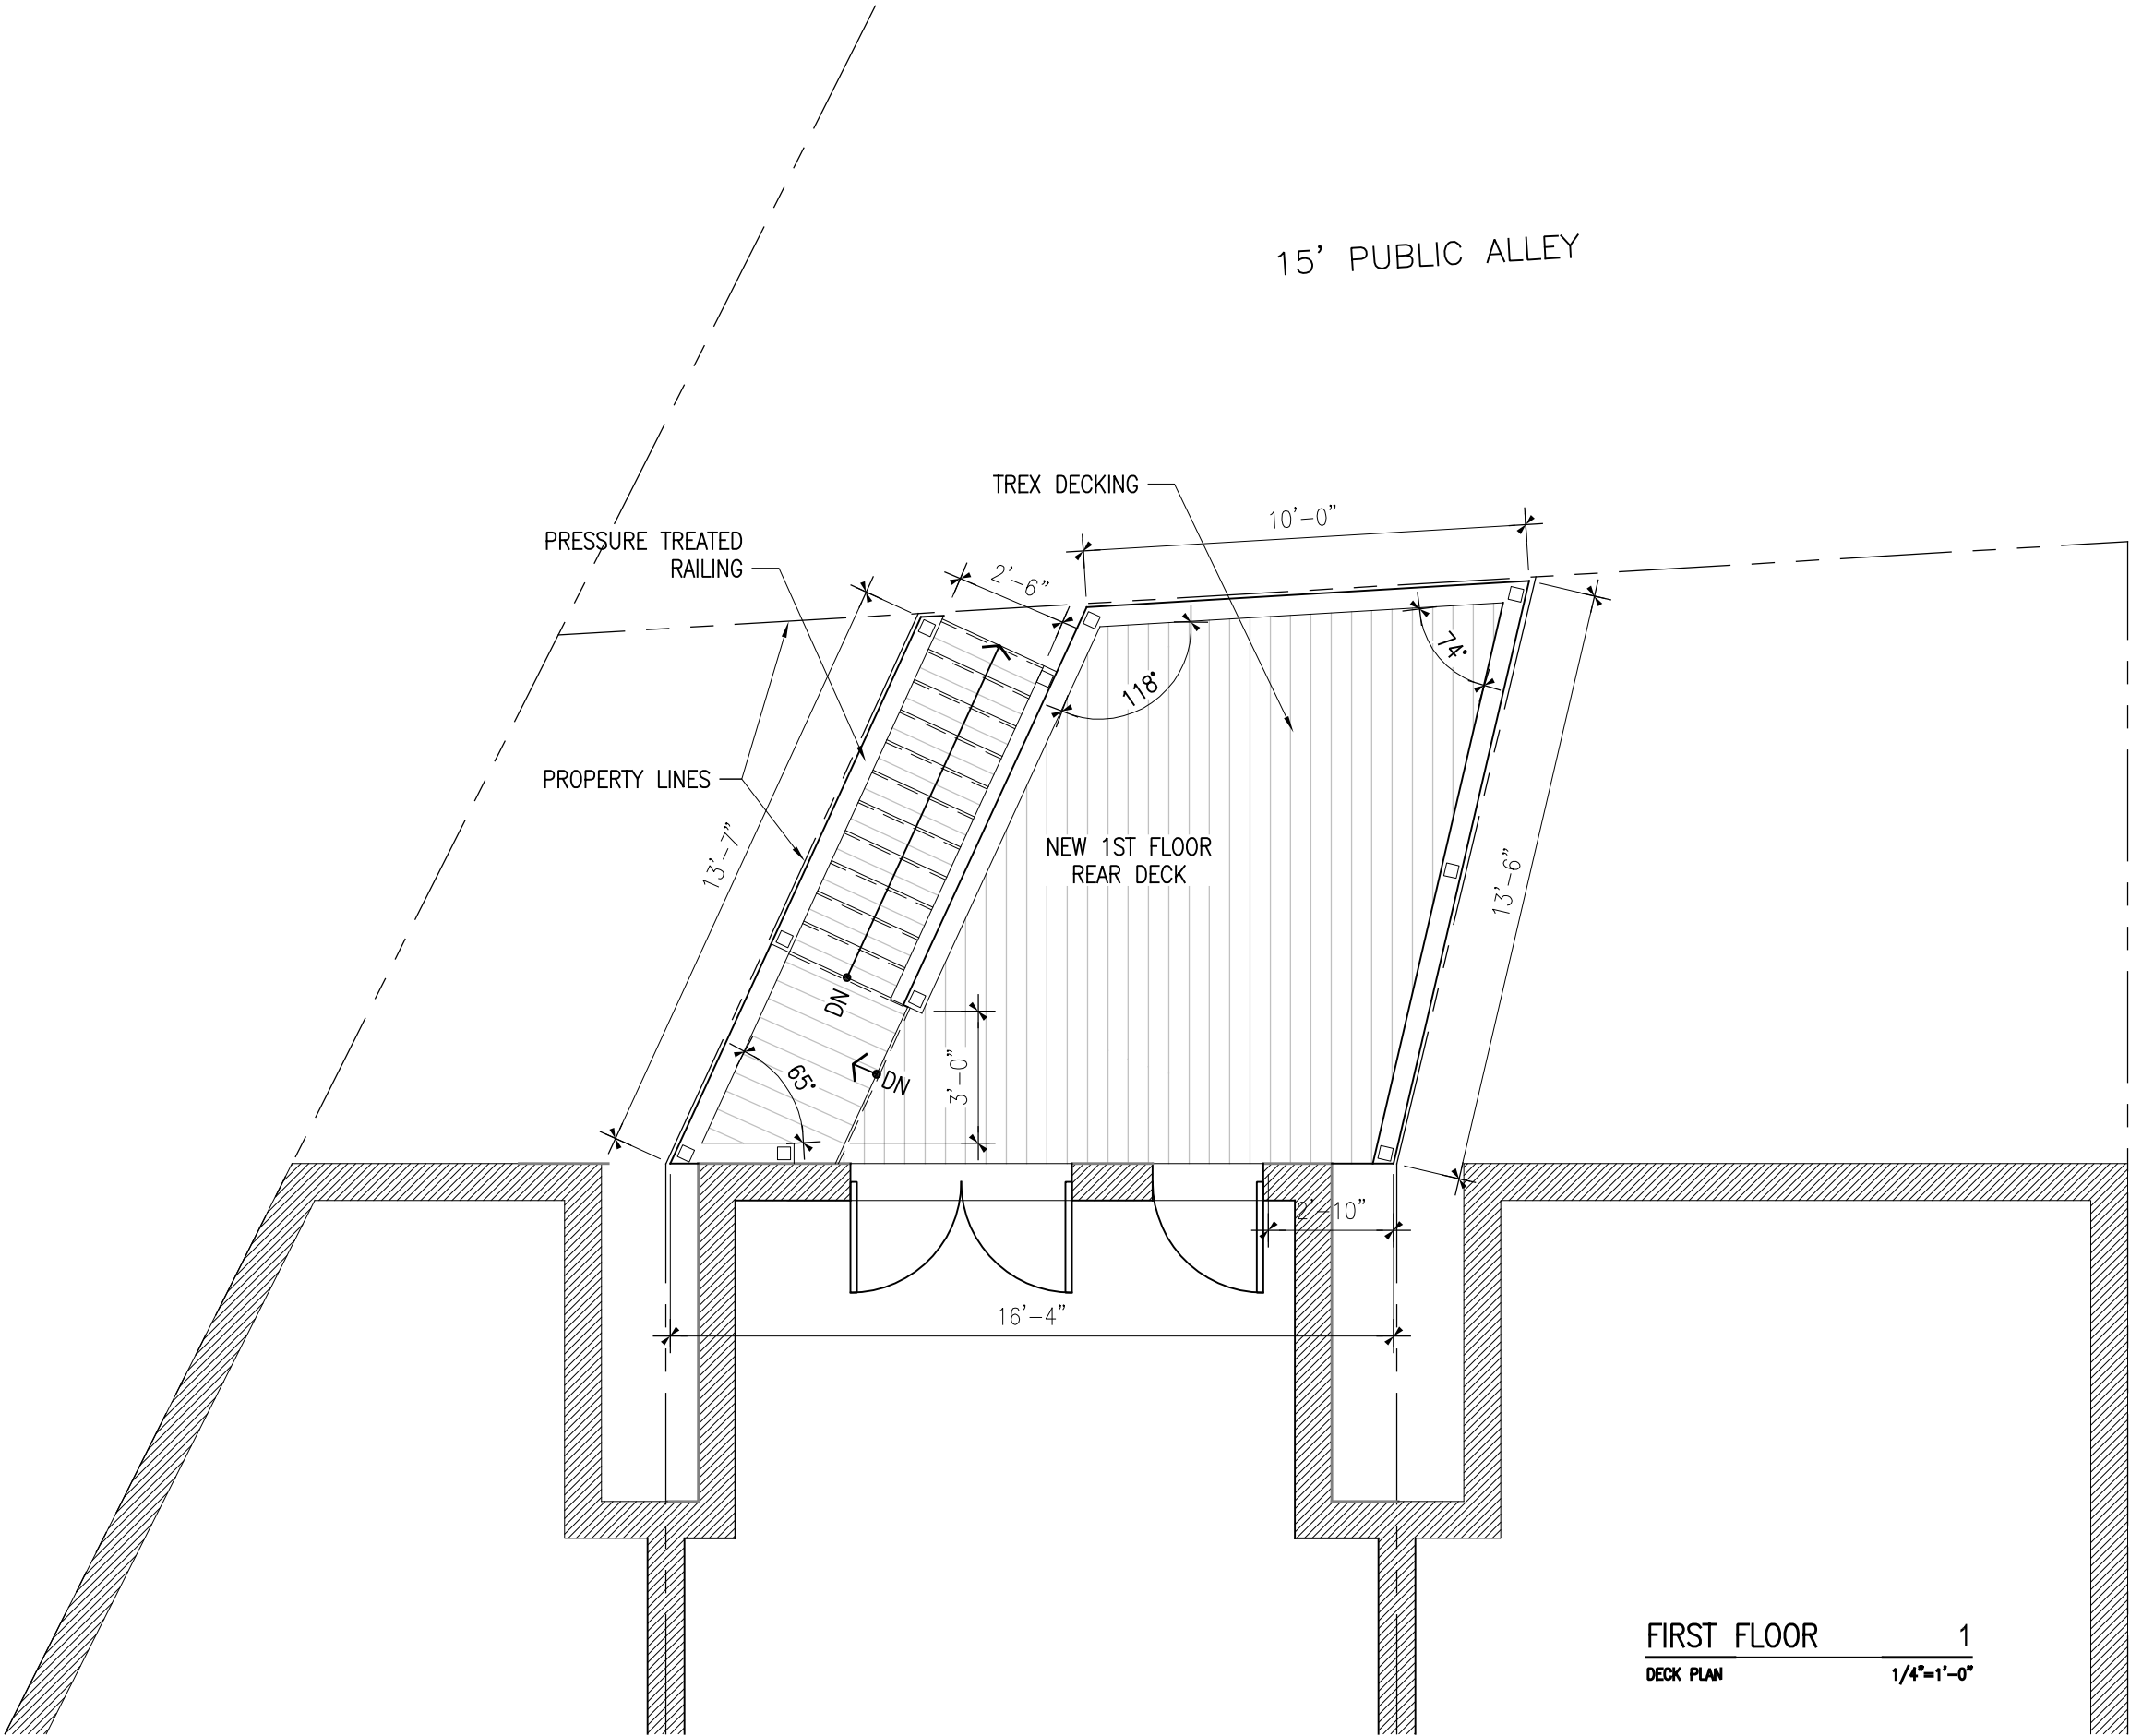 15' PUBLIC ALLEY
TREX DECKING
10'-0"
PRESSURE TREATED
RAILING
2'-6"
74°
118°
PROPERTY LINES
13'-7"
NEW 1ST FLOOR
REAR DECK
13'-6"
DN
65°
DN
3'-0"
2'-10"
16'-4"
FIRST FLOOR 1
DECK PLAN 1/4"=1'-0"